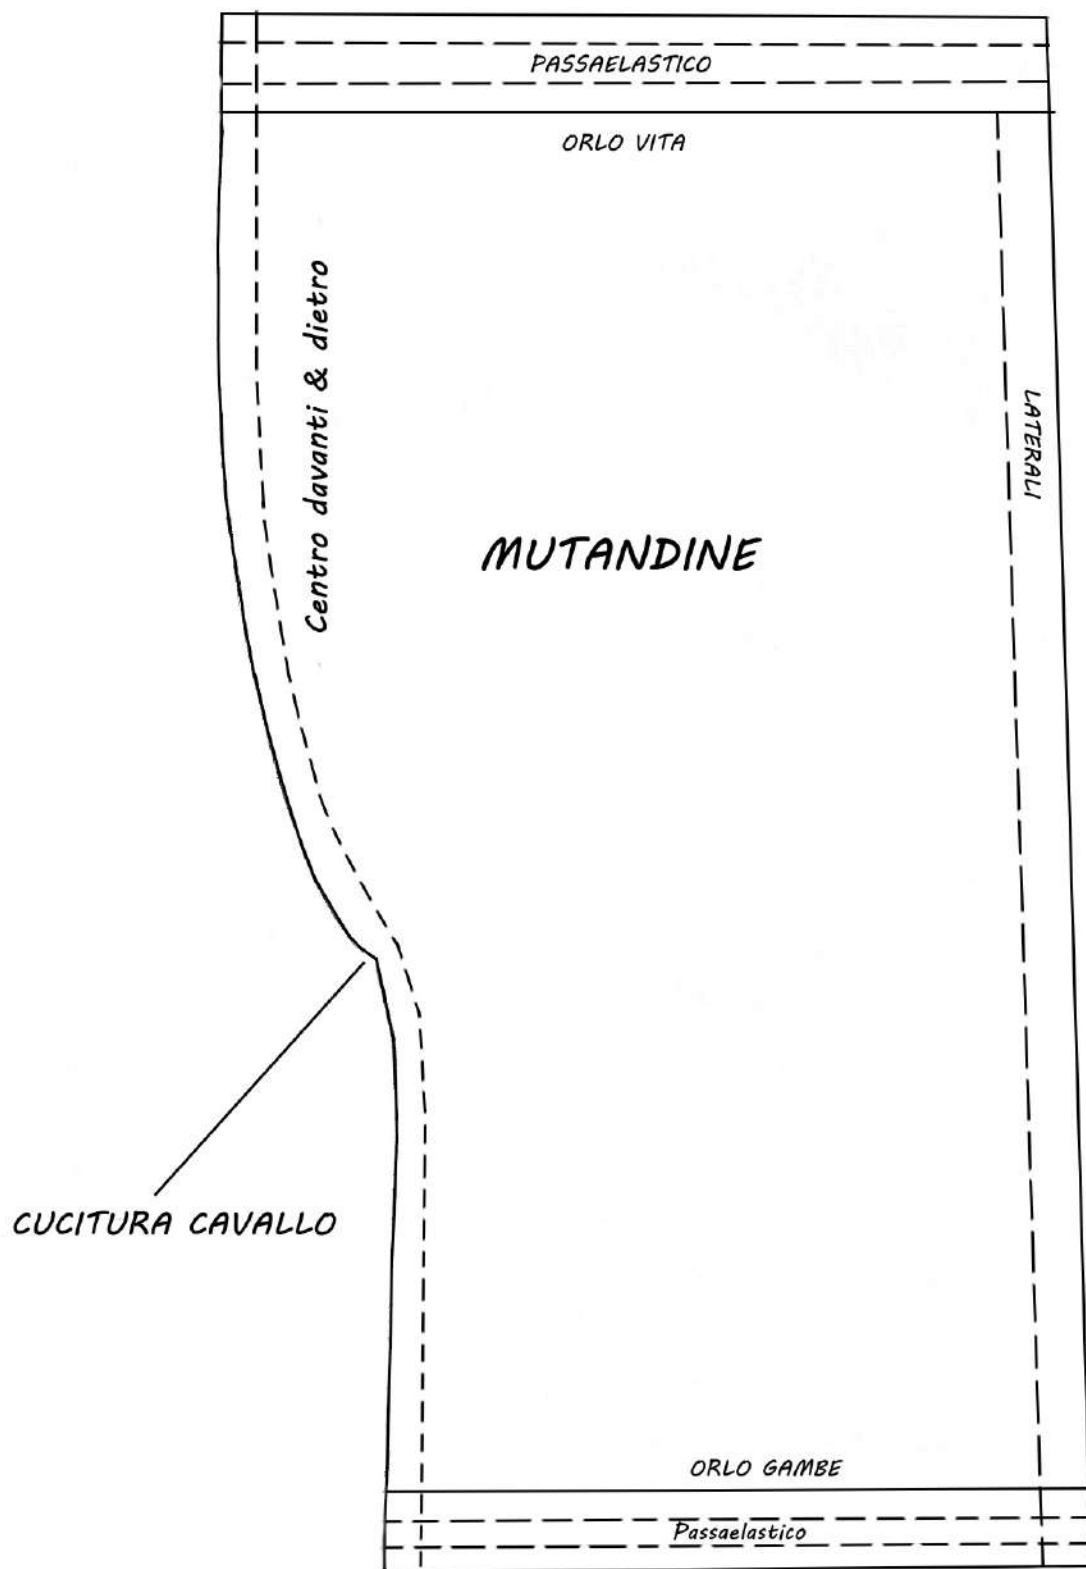 PASSAELASTICO
ORLO VITA
Centro davanti & dietro
LATERALI
MUTANDINE
CUCITURA CAVALLO
ORLO GAMBE
Passaelastico